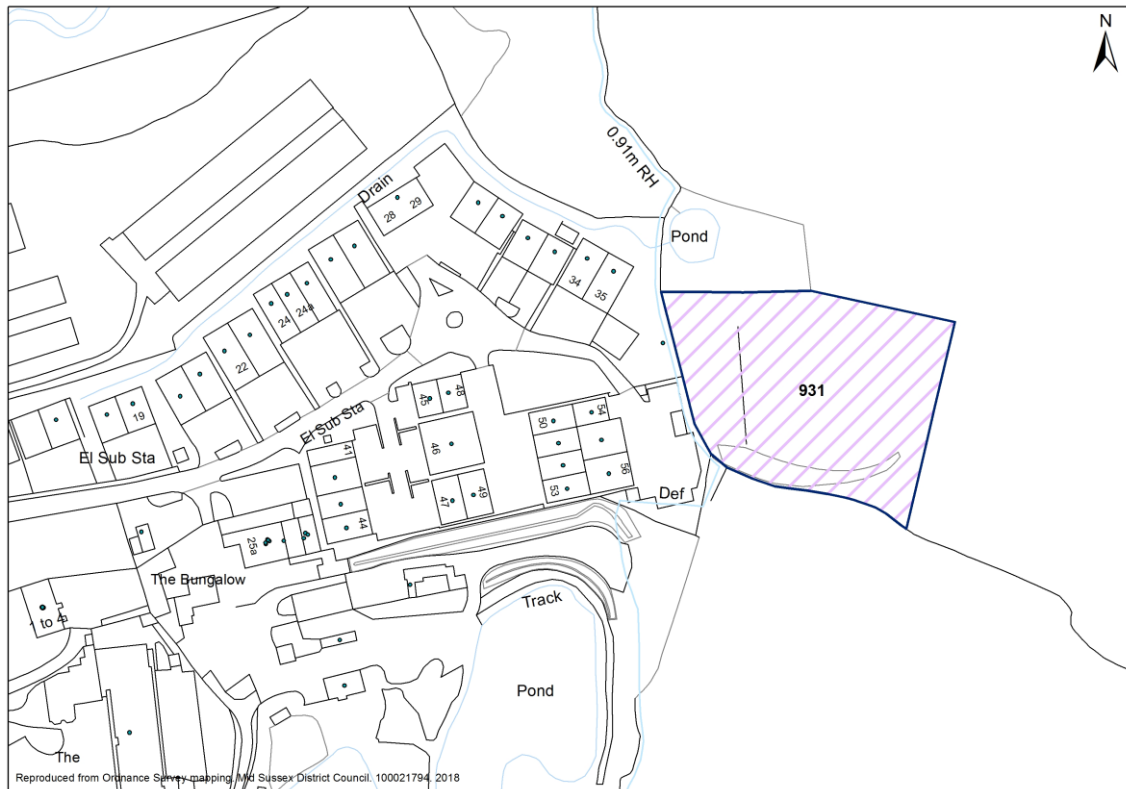 N
0.91m RH
Drain
28
29
Pond
34
35
24
24a
22
931
19
45
48
El Sub Sta
54
50
El Sub Sta
41
46
56
49
47
53
Def
44
25a
The Bungalow
Track
1 to 4
Pond
The
Reproduced from Ordnance Survey mapping. Mid Sussex District Council. 100021794. 2018